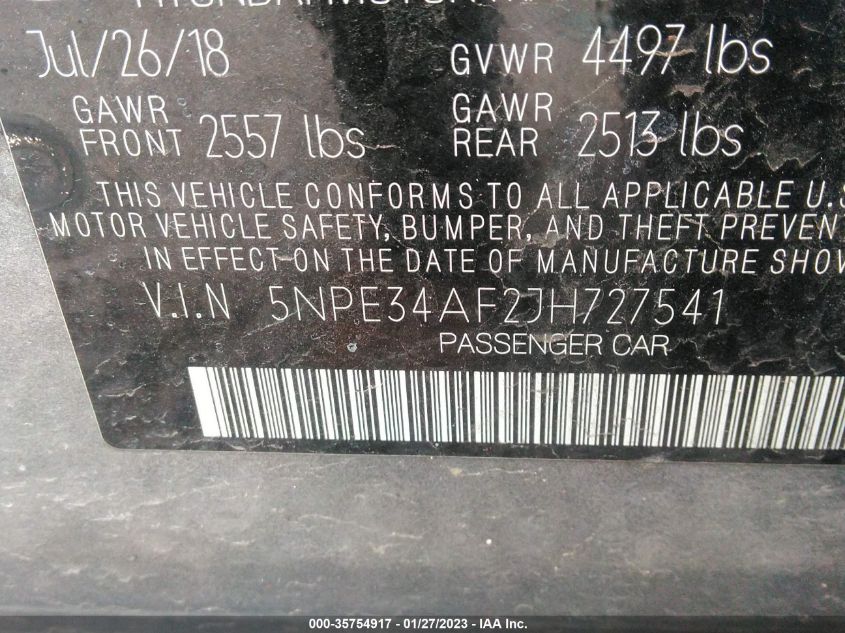 Jul/26/18 GVWR 4497 lbs
GAWR FRONT 2557 lbs GAWR REAR 2513 lbs
THIS VEHICLE CONFORMS TO ALL APPLICABLE U.S
MOTOR VEHICLE SAFETY, BUMPER, AND THEFT PREVENT
IN EFFECT ON THE DATE OF MANUFACTURE SHOW
V.I.N 5NPE34AF2JH727541
PASSENGER CAR
000-35754917 - 01/27/2023 - IAA Inc.